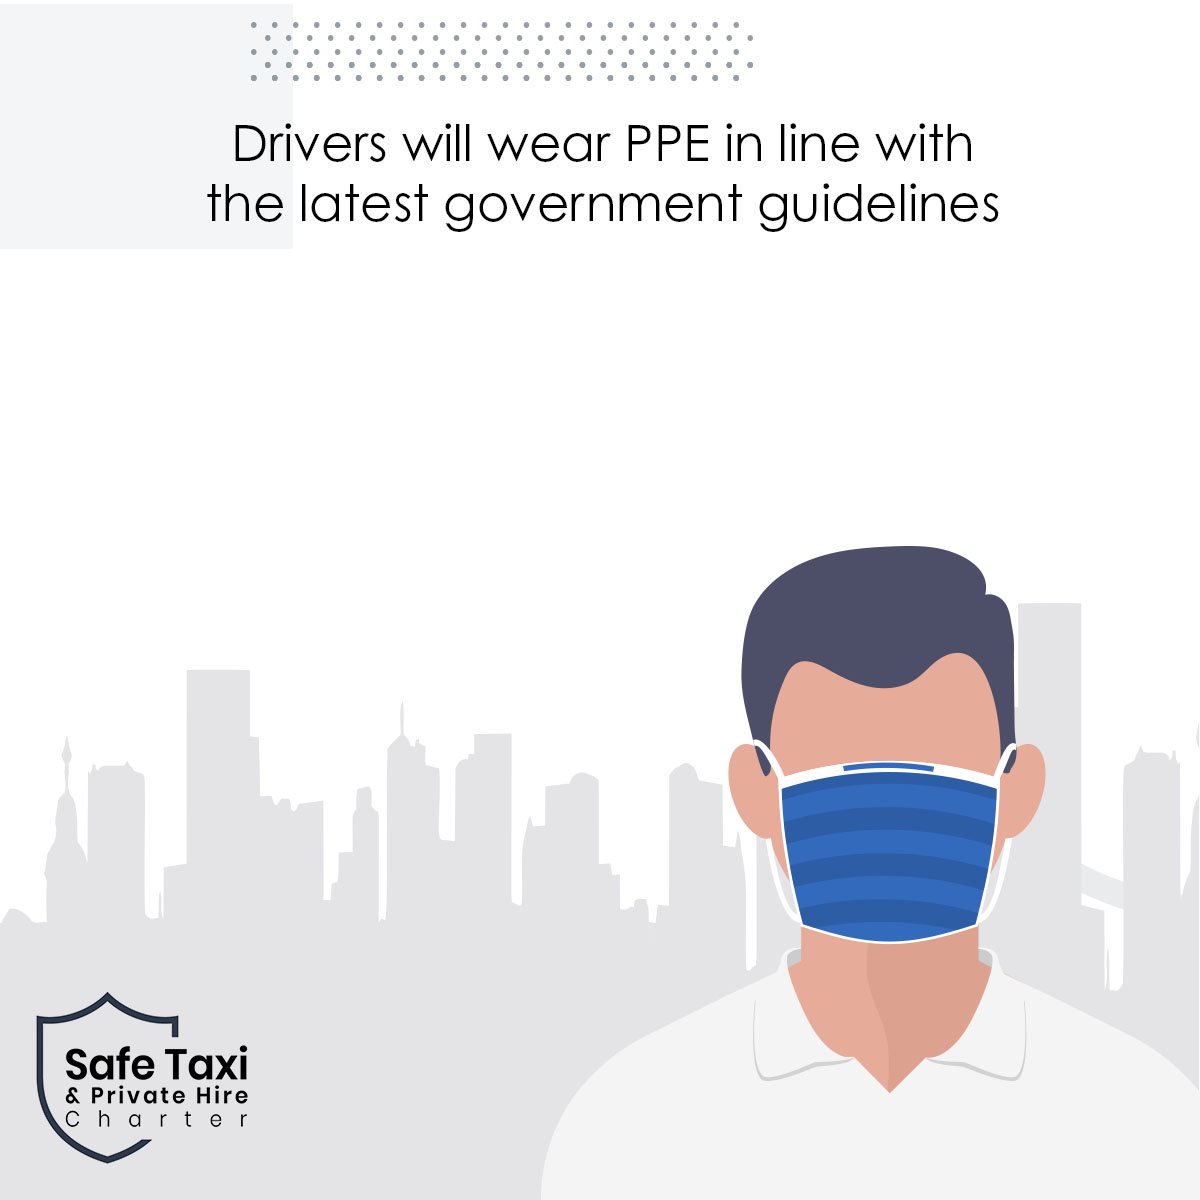 Drivers will wear PPE in line with
the latest government guidelines
Safe Taxi
& Private Hire
Charter